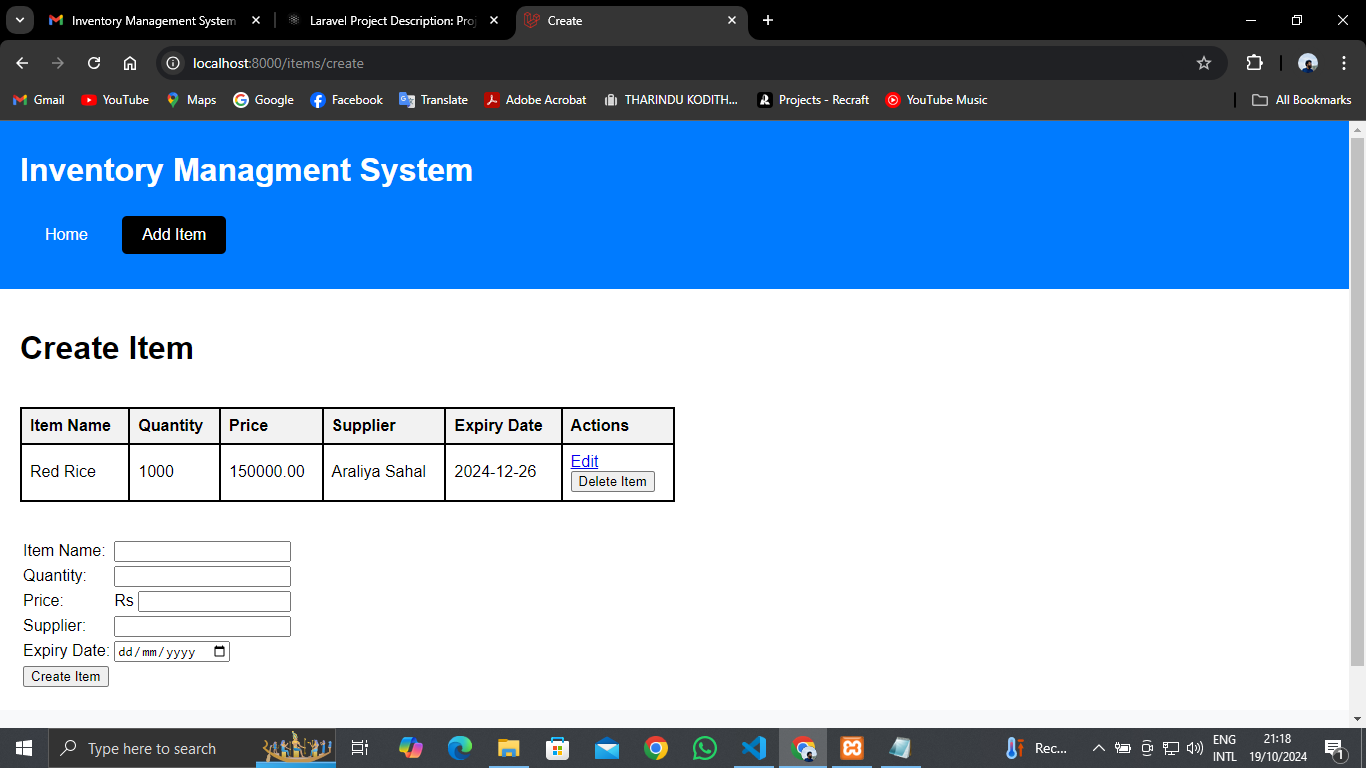 Inventory Management System
Laravel Project Description: Proj
Create
localhost:8000/items/create
Gmail YouTube Maps Google Facebook Translate Adobe Acrobat THARINDU KODITH... Projects - Recraft YouTube Music All Bookmarks
Inventory Managment System
Home Add Item
Create Item
Item Name Quantity Price Supplier Expiry Date Actions
Red Rice 1000 150000.00 Araliya Sahal 2024-12-26 Edit
Delete Item
Item Name:
Quantity:
Price: Rs
Supplier:
Expiry Date: dd/mm/yyyy
Create Item
Type here to search
Rec...
ENG
INTL
21:18
19/10/2024
1